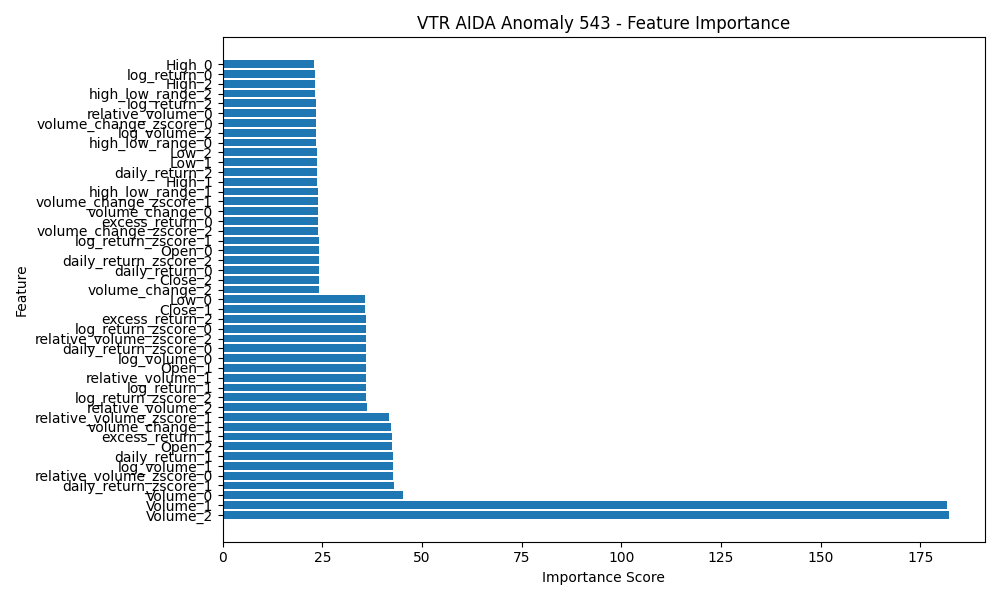 VTR AIDA Anomaly 543 - Feature Importance
High_0
log_return_0
High_2
high_low_range_2
log_return_2
relative_volume_0
volume_change_zscore_0
log_volume_2
high_low_range_0
Low_2
Low_1
daily_return_2
High_1
high_low_range_1
volume_change_zscore_1
volume_change_0
excess_return_0
volume_change_zscore_2
log_return_zscore_1
Open_0
daily_return_zscore_2
daily_return_0
Close_2
volume_change_2
Low_0
Close_1
excess_return_2
log_return_zscore_0
relative_volume_zscore_2
daily_return_zscore_0
log_volume_0
Open_1
relative_volume_1
log_return_1
log_return_zscore_2
relative_volume_2
relative_volume_zscore_1
volume_change_1
excess_return_1
Open_2
daily_return_1
log_volume_1
relative_volume_zscore_0
daily_return_zscore_1
Volume_0
Volume_1
Volume_2
Feature
0 25 50 75 100 125 150 175
Importance Score